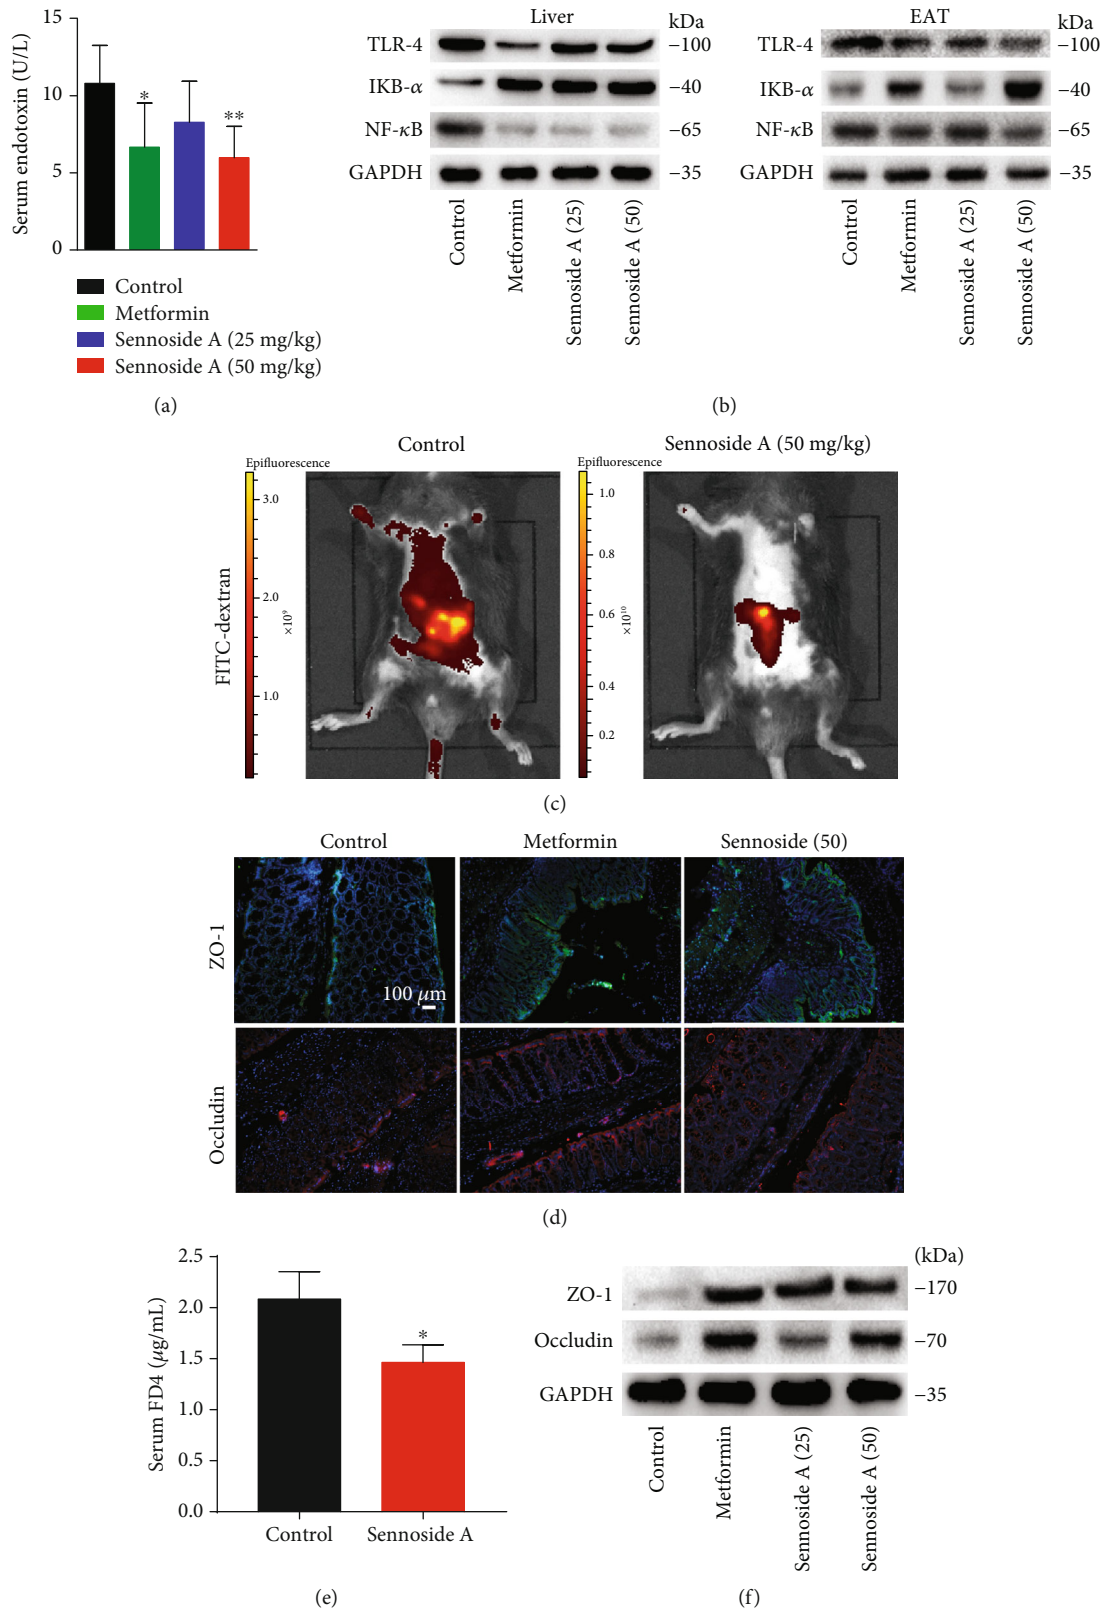 15
10
5
0
Serum endotoxin (U/L)
*
**
Control
Metformin
Sennoside A (25 mg/kg)
Sennoside A (50 mg/kg)
(a)
Liver
kDa
TLR-4
−100
IKB-α
−40
NF-κB
−65
GAPDH
−35
Control
Metformin
Sennoside A (25)
Sennoside A (50)
EAT
kDa
TLR-4
−100
IKB-α
−40
NF-κB
−65
GAPDH
−35
Control
Metformin
Sennoside A (25)
Sennoside A (50)
(b)
Control
Sennoside A (50 mg/kg)
FITC-dextran
Epifluorescence
3.0
2.0
1.0
×10⁹
Epifluorescence
1.0
0.8
0.6
0.4
0.2
×10¹⁰
(c)
Control
Metformin
Sennoside (50)
ZO-1
100 μm
Occludin
(d)
2.5
2.0
1.5
1.0
0.5
0.0
Serum FD4 (μg/mL)
*
Control
Sennoside A
(e)
(kDa)
ZO-1
−170
Occludin
−70
GAPDH
−35
Control
Metformin
Sennoside A (25)
Sennoside A (50)
(f)